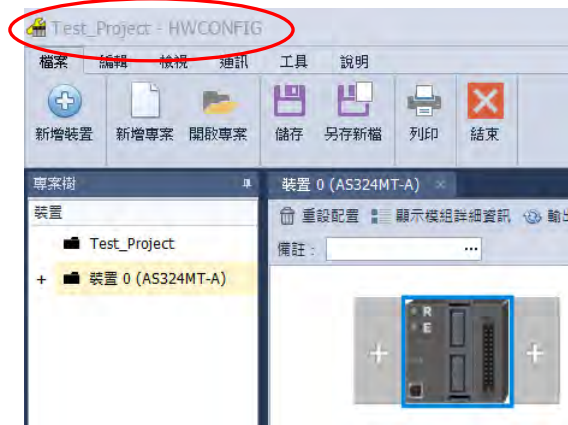 Test_Project - HWCONFIG
檔案 編輯 檢視 通訊 工具 說明
新增裝置 新增專案 開啟專案 儲存 另存新檔 列印 結束
專案樹
裝置 0 (AS324MT-A) ×
裝置
重設配置 顯示模組詳細資訊 輸出
Test_Project
備註 : ...
+ 裝置 0 (AS324MT-A)
R
E
+ +